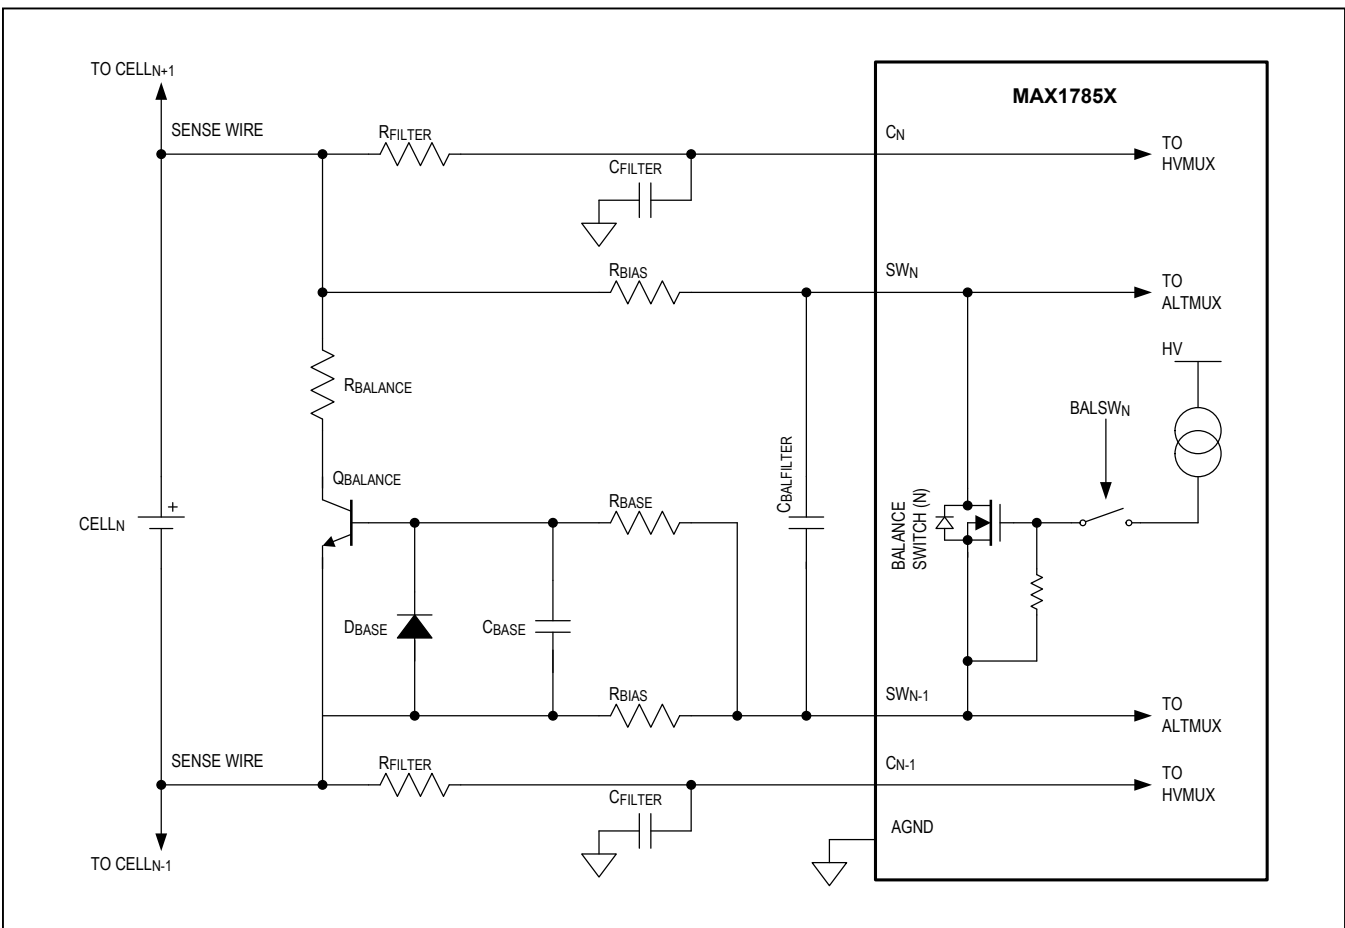 MAX1785X
TO CELLN+1
SENSE WIRE
RFILTER
CN
TO
HVMUX
CFILTER
RBIAS
SWN
TO
ALTMUX
HV
RBALANCE
BALSWN
QBALANCE
CELLN
+
RBASE
CBALFILTER
BALANCE
SWITCH (N)
DBASE
CBASE
RBIAS
SWN-1
TO
ALTMUX
SENSE WIRE
RFILTER
CN-1
TO
HVMUX
CFILTER
AGND
TO CELLN-1